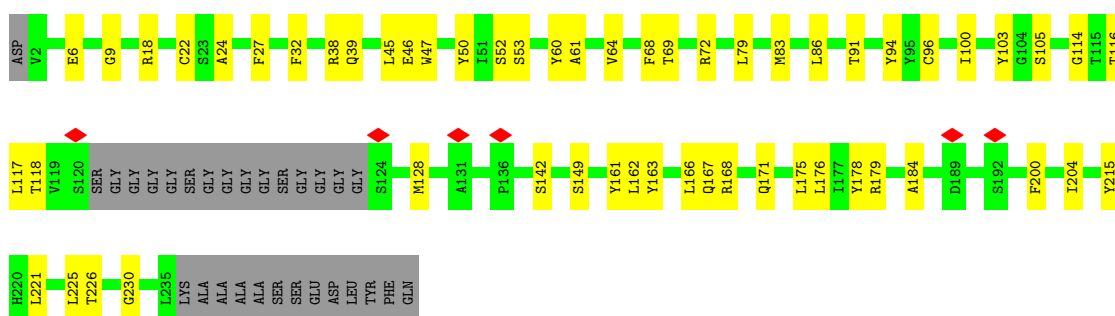 ASP V2 E6 G9 R18 C22 S23 A24 F27 F32 R38 Q39 L45 E46 W47 Y50 I51 S52 S53 Y60 A61 V64 F68 T69 R72 L79 M83 L86 T91 Y94 Y95 C96 I100 Y103 G104 S105 G114 T115 T116
L117 T118 V119 S120 SER GLY GLY GLY GLY SER GLY GLY GLY GLY SER GLY GLY GLY GLY S124 M128 A131 P136 S142 S149 Y161 L162 Y163 L166 Q167 R168 Q171 L175 L176 I177 Y178 R179 A184 D189 S192 F200 I204 Y215
H220 L221 L225 T226 G230 L235 LYS ALA ALA ALA ALA SER SER GLU ASP LEU TYR PHE GLN